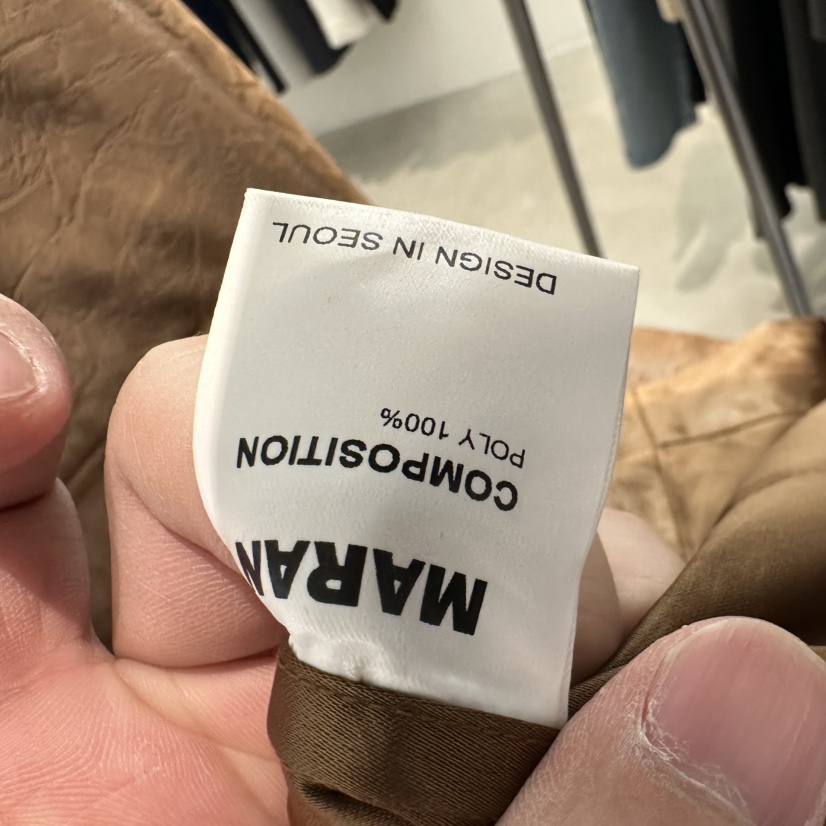 MARAN
COMPOSITION
POLY 100%
DESIGN IN SEOUL